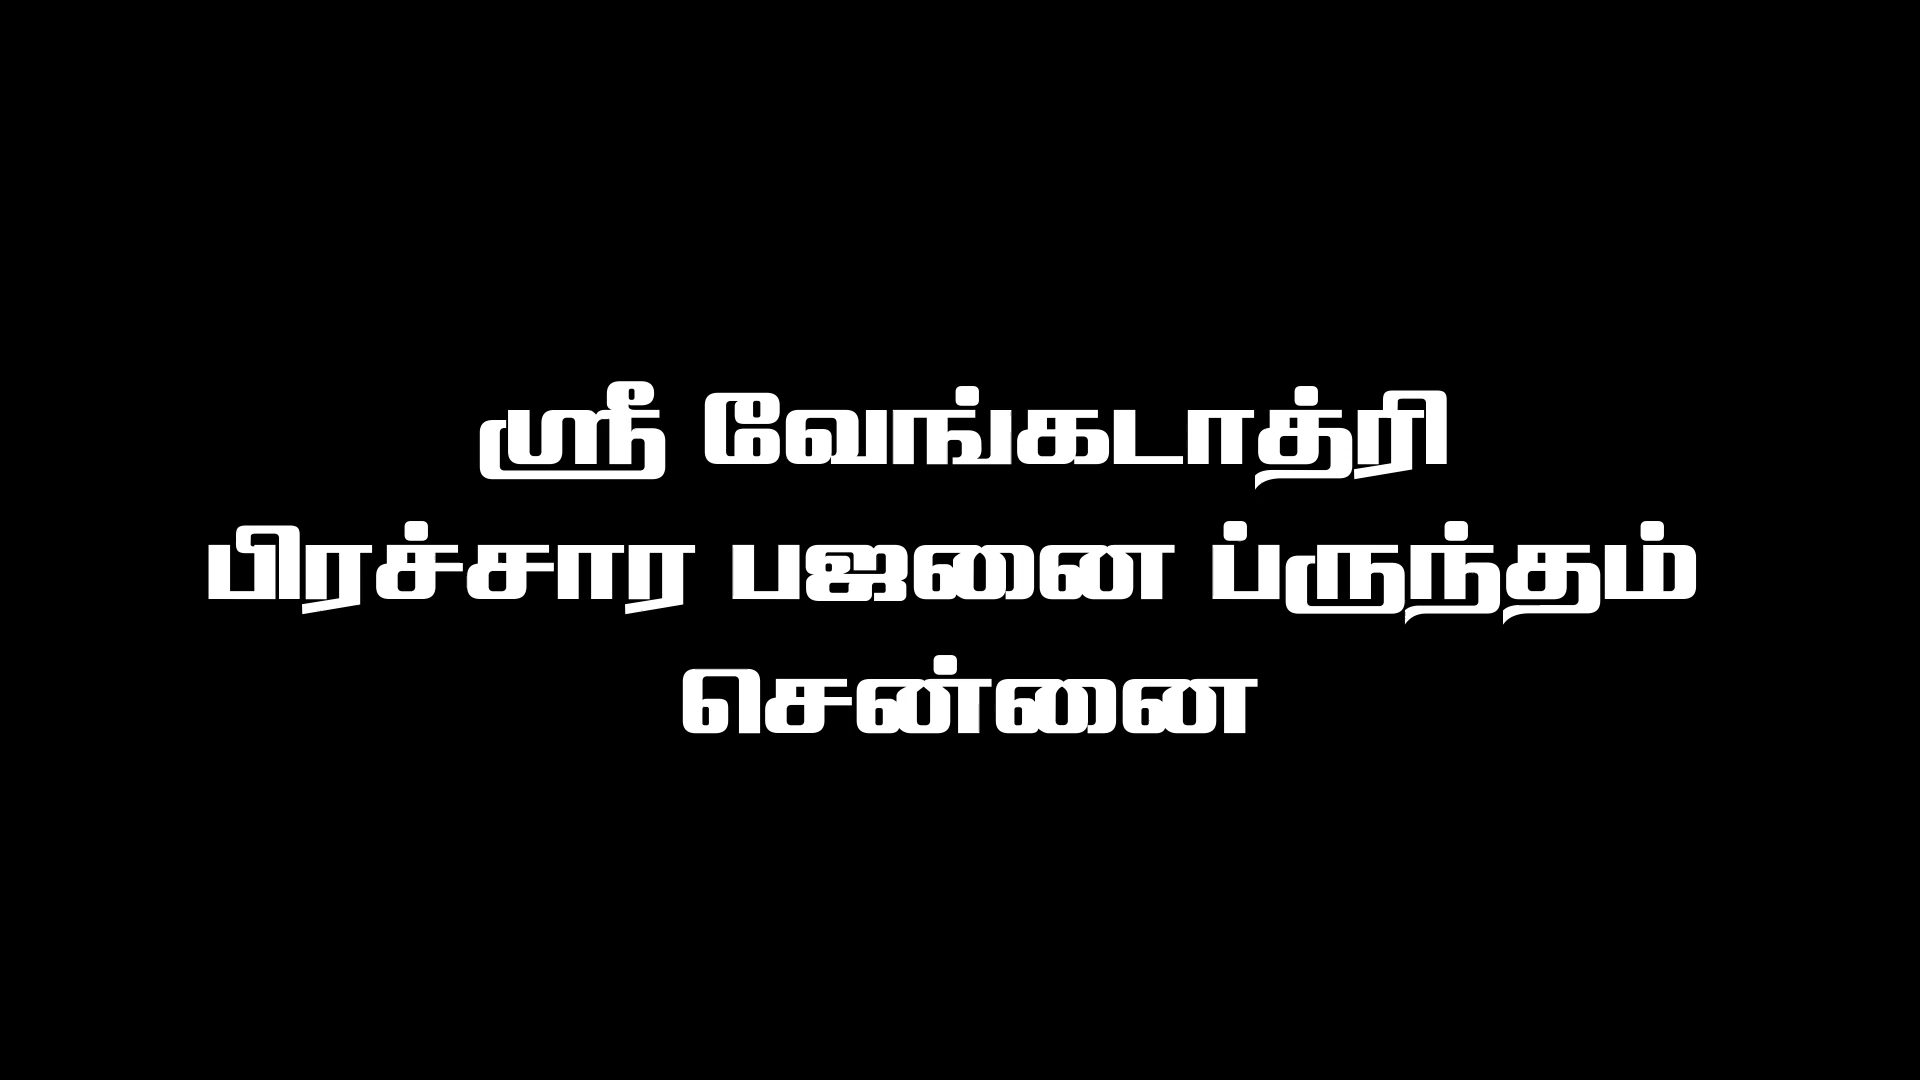 ஸ்ரீ வேங்கடாத்ரி
பிரச்சார பஜனை ப்ருந்தம்
சென்னை